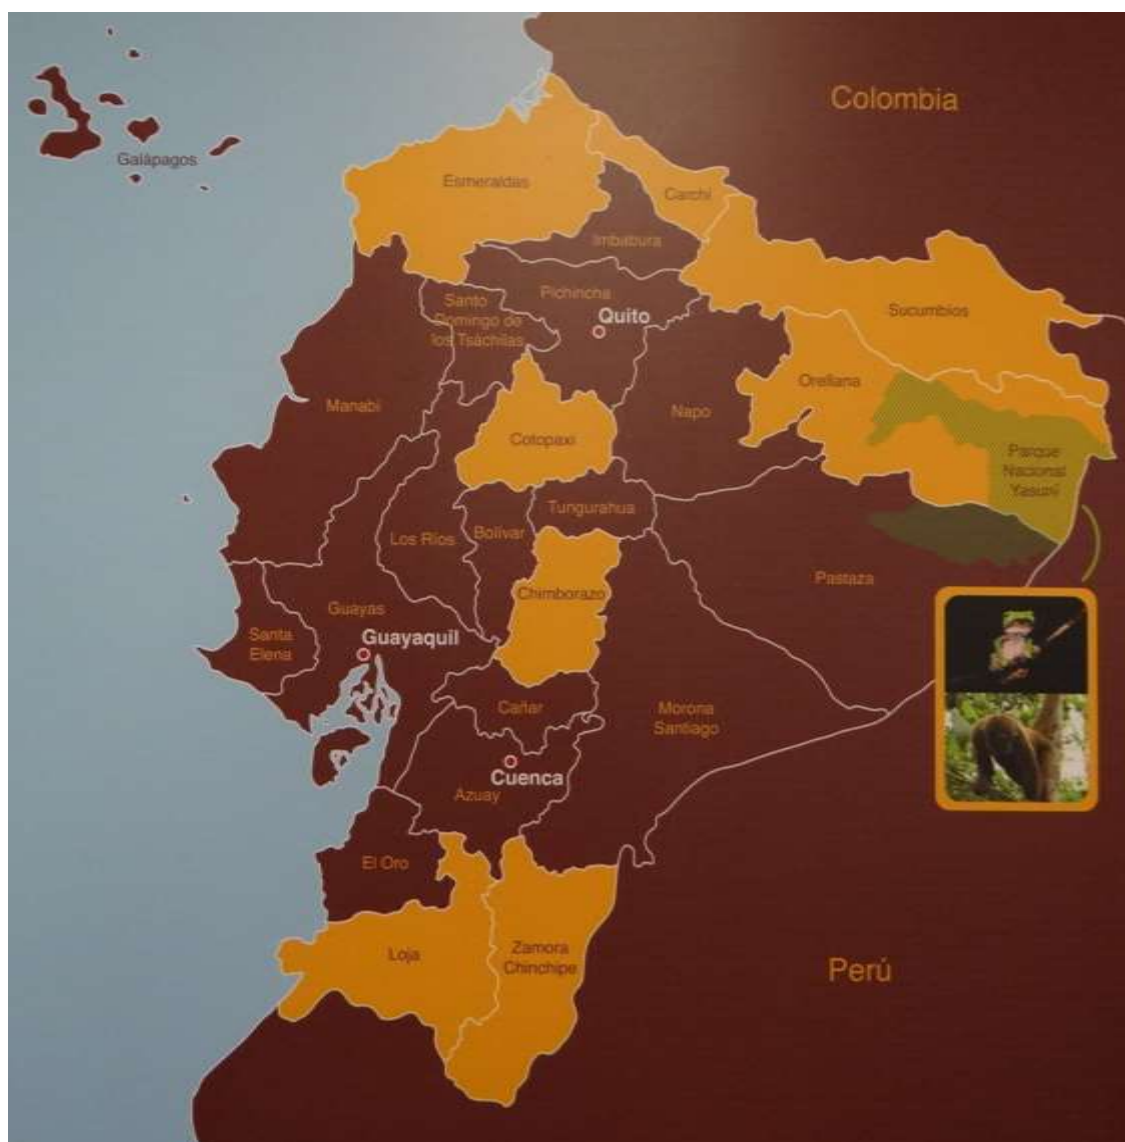 Colombia
Galápagos
Esmeraldas
Carchi
Imbabura
Pichincha
Santo
Domingo de
los Tsáchilas
Quito
Sucumbios
Orellana
Manabí
Napo
Cotopaxi
Parque
Nacional
Yasuní
Tungurahua
Los Ríos
Bolívar
Pastaza
Chimborazo
Guayas
Santa
Elena
Guayaquil
Cañar
Morona
Santiago
Cuenca
Azuay
El Oro
Loja
Zamora
Chinchipe
Perú